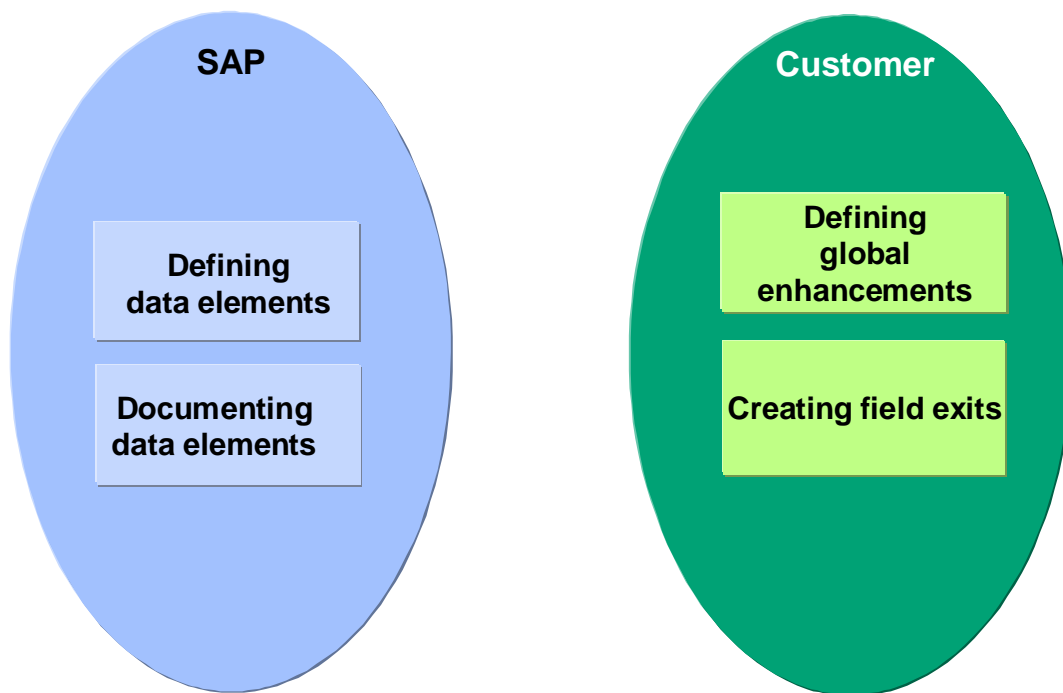 SAP
Defining
data elements
Documenting
data elements
Customer
Defining
global
enhancements
Creating field exits